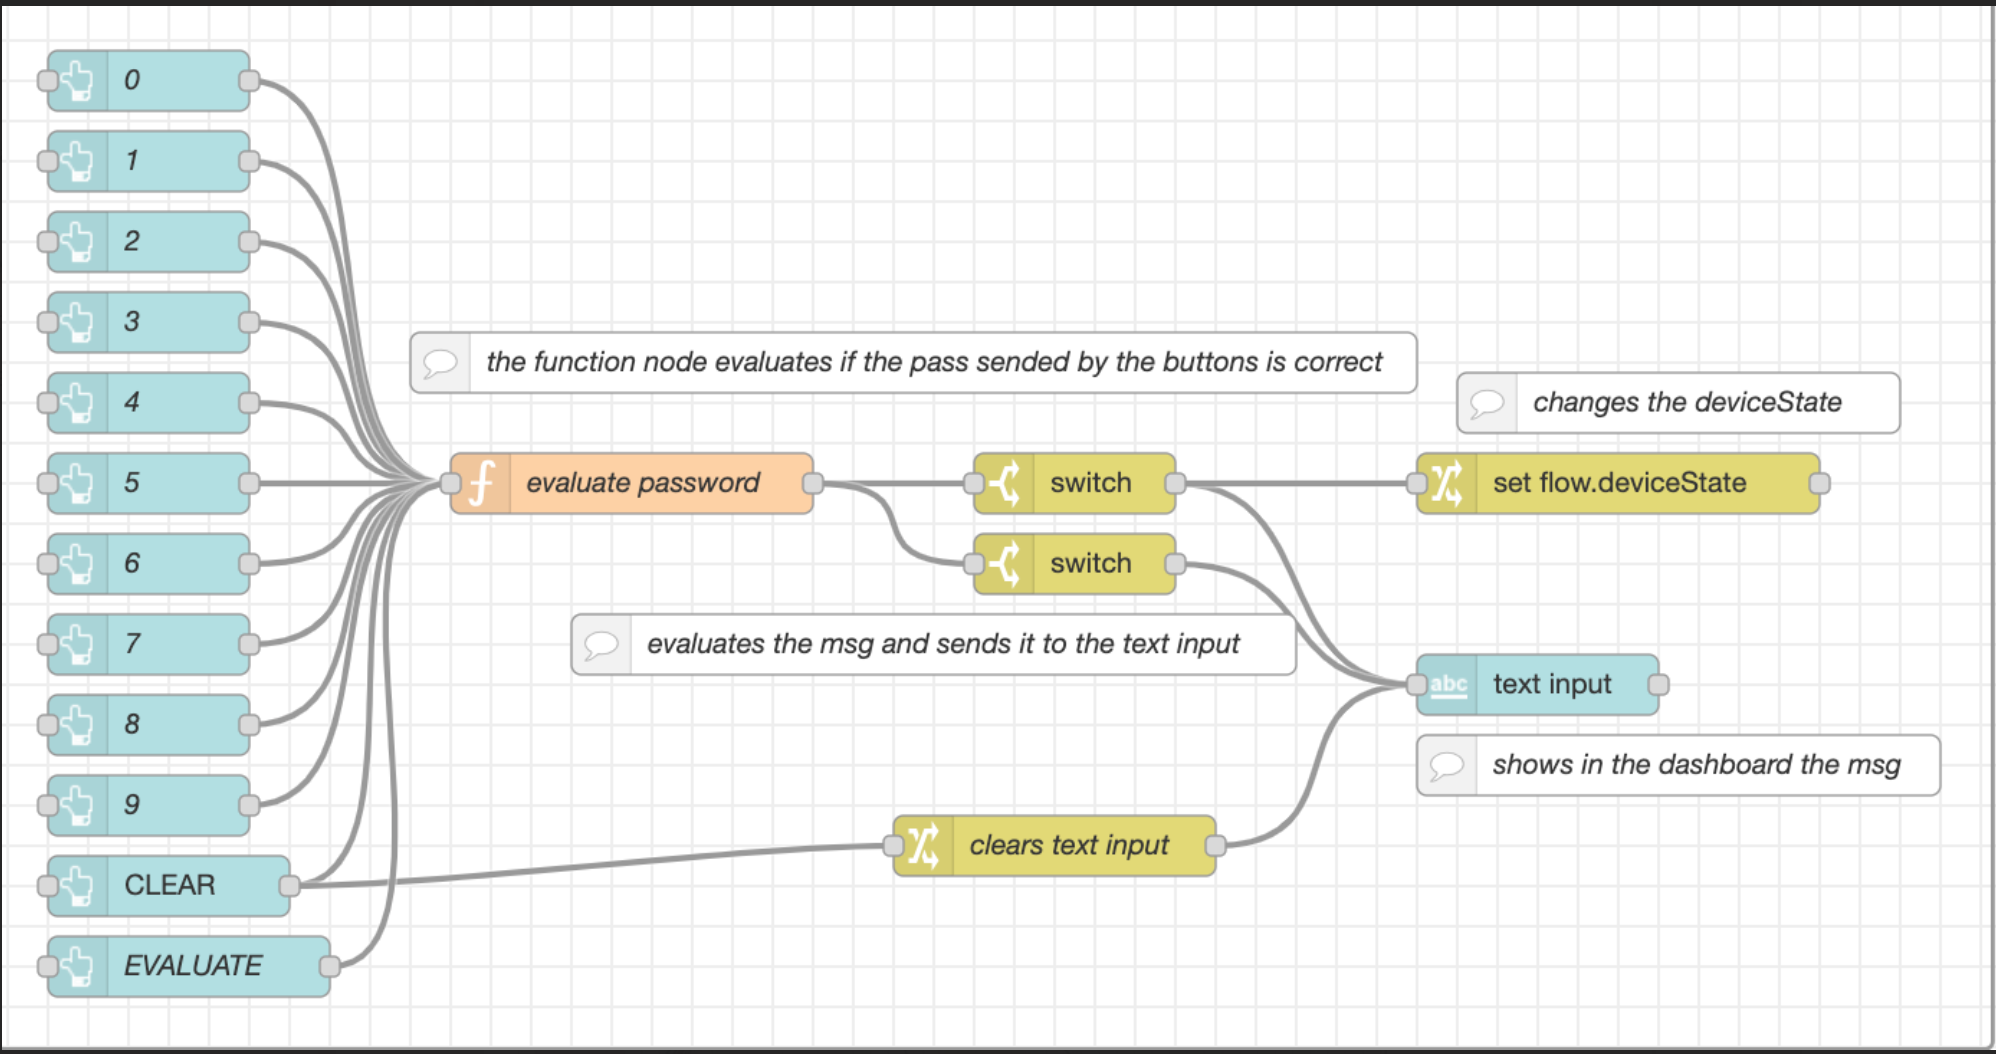 0
1
2
3
the function node evaluates if the pass sended by the buttons is correct
4
changes the deviceState
5
evaluate password
switch
set flow.deviceState
6
switch
7
evaluates the msg and sends it to the text input
abc
text input
8
shows in the dashboard the msg
9
clears text input
CLEAR
EVALUATE